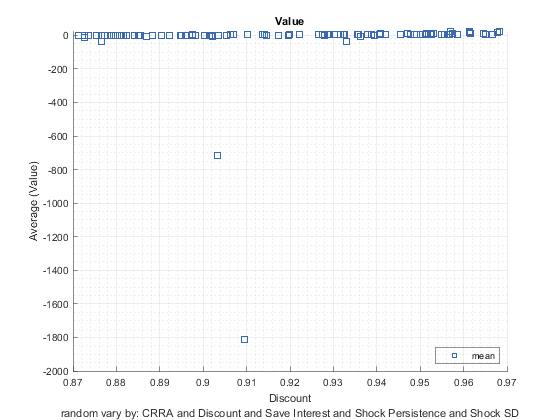 Value
0
-200
-400
-600
-800
-1000
-1200
-1400
-1600
-1800
-2000
Average (Value)
mean
0.87 0.88 0.89 0.9 0.91 0.92 0.93 0.94 0.95 0.96 0.97
Discount
random vary by: CRRA and Discount and Save Interest and Shock Persistence and Shock SD